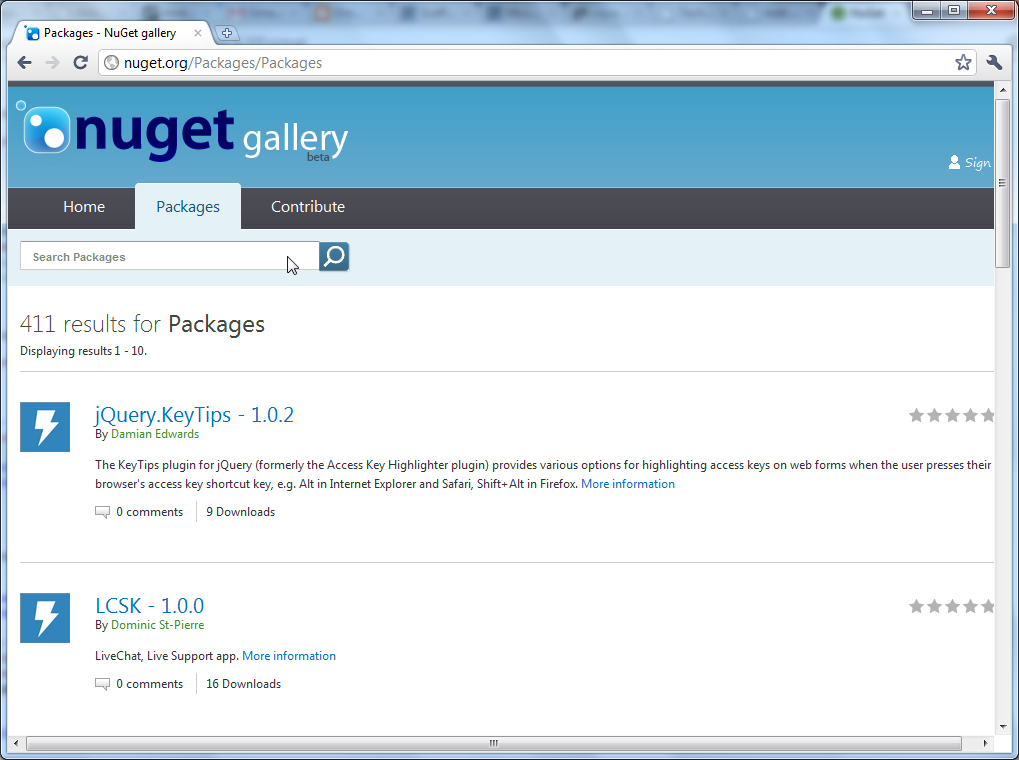 Packages - NuGet gallery
nuget.org/Packages/Packages
nuget gallery
beta
Sign
Home Packages Contribute
Search Packages
411 results for Packages
Displaying results 1 - 10.
jQuery.KeyTips - 1.0.2
By Damian Edwards
The KeyTips plugin for jQuery (formerly the Access Key Highlighter plugin) provides various options for highlighting access keys on web forms when the user presses their
browser's access key shortcut key, e.g. Alt in Internet Explorer and Safari, Shift+Alt in Firefox. More information
0 comments 9 Downloads
LCSK - 1.0.0
By Dominic St-Pierre
LiveChat, Live Support app. More information
0 comments 16 Downloads